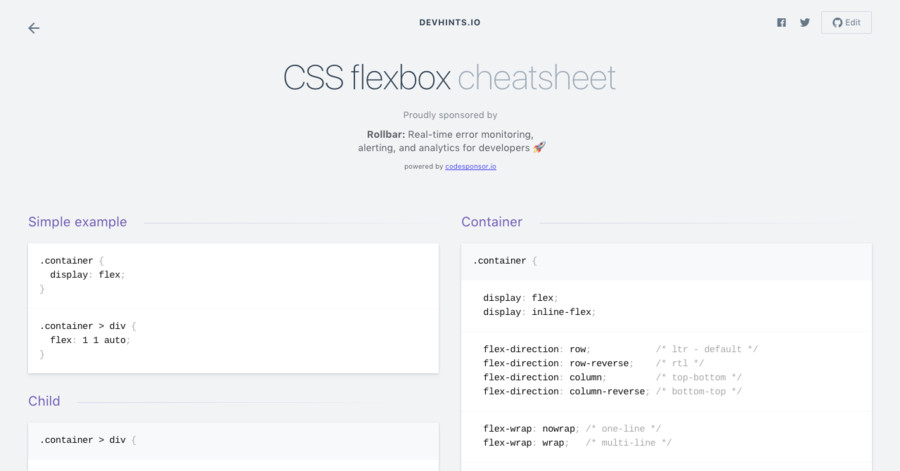 DEVHINTS.IO
Edit
CSS flexbox cheatsheet
Proudly sponsored by
Rollbar: Real-time error monitoring,
alerting, and analytics for developers 🚀
powered by codesponsor.io
Simple example
.container {
  display: flex;
}
.container > div {
  flex: 1 1 auto;
}
Child
.container > div {
Container
.container {
  display: flex;
  display: inline-flex;
  flex-direction: row;            /* ltr - default */
  flex-direction: row-reverse;    /* rtl */
  flex-direction: column;         /* top-bottom */
  flex-direction: column-reverse; /* bottom-top */
  flex-wrap: nowrap; /* one-line */
  flex-wrap: wrap;   /* multi-line */